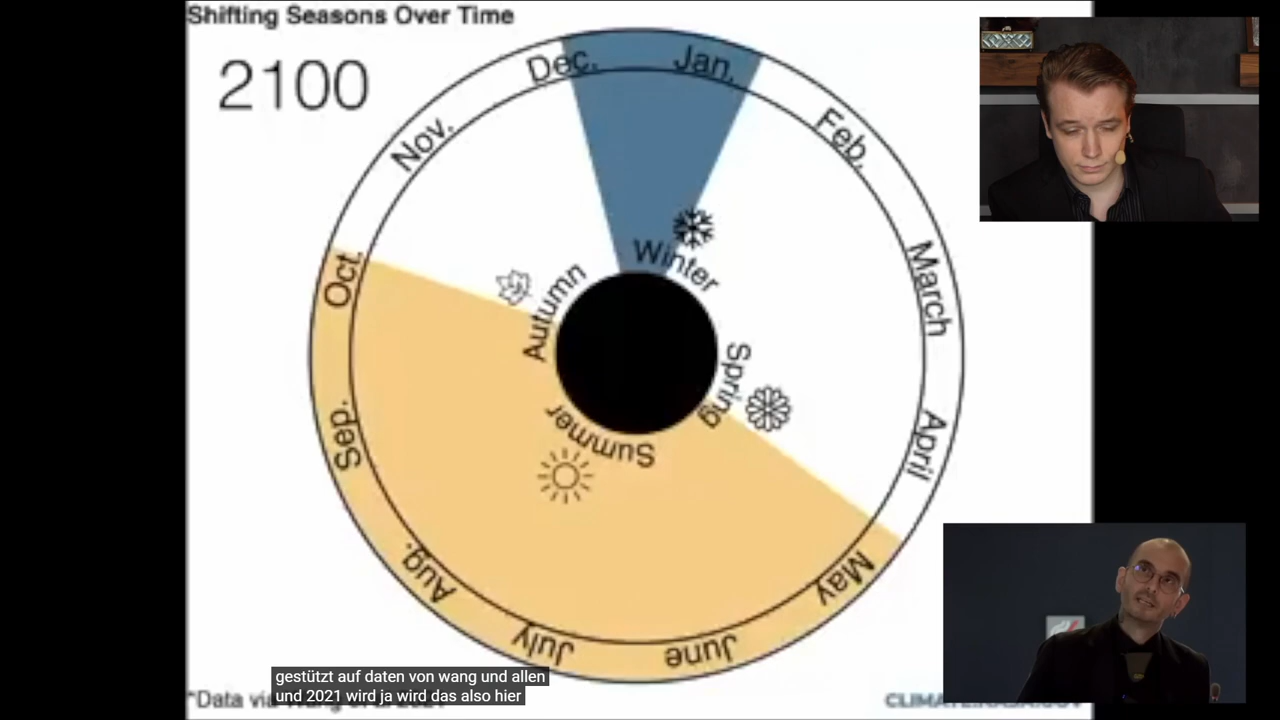 Shifting Seasons Over Time
2100
Dec.
Jan.
Nov.
Feb.
Winter
March
Oct.
Autumn
Spring
Sep.
Summer
April
Aug.
May
July
June
gestützt auf daten von wang und allen
und 2021 wird ja wird das also hier
*Data via